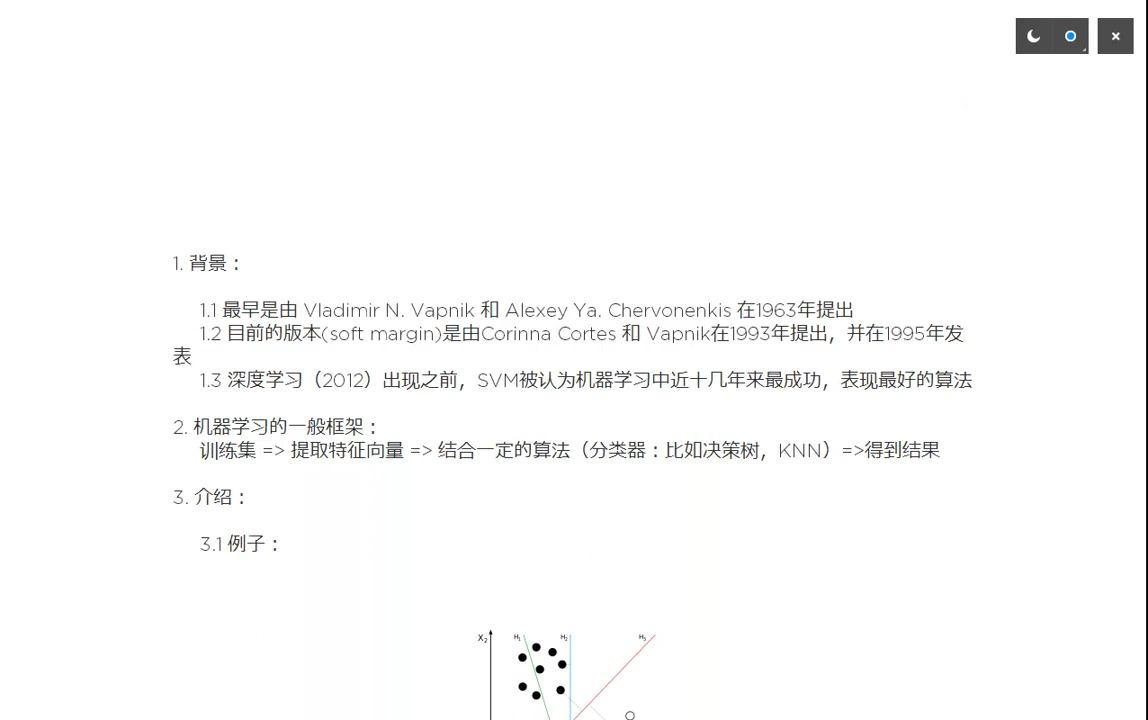 1. 背景：
1.1 最早是由 Vladimir N. Vapnik 和 Alexey Ya. Chervonenkis 在1963年提出
1.2 目前的版本(soft margin)是由Corinna Cortes 和 Vapnik在1993年提出，并在1995年发
表
1.3 深度学习（2012）出现之前，SVM被认为机器学习中近十几年来最成功，表现最好的算法
2. 机器学习的一般框架：
训练集 => 提取特征向量 => 结合一定的算法（分类器：比如决策树，KNN）=>得到结果
3. 介绍：
3.1 例子：
X₂ H₁ H₂ H₃